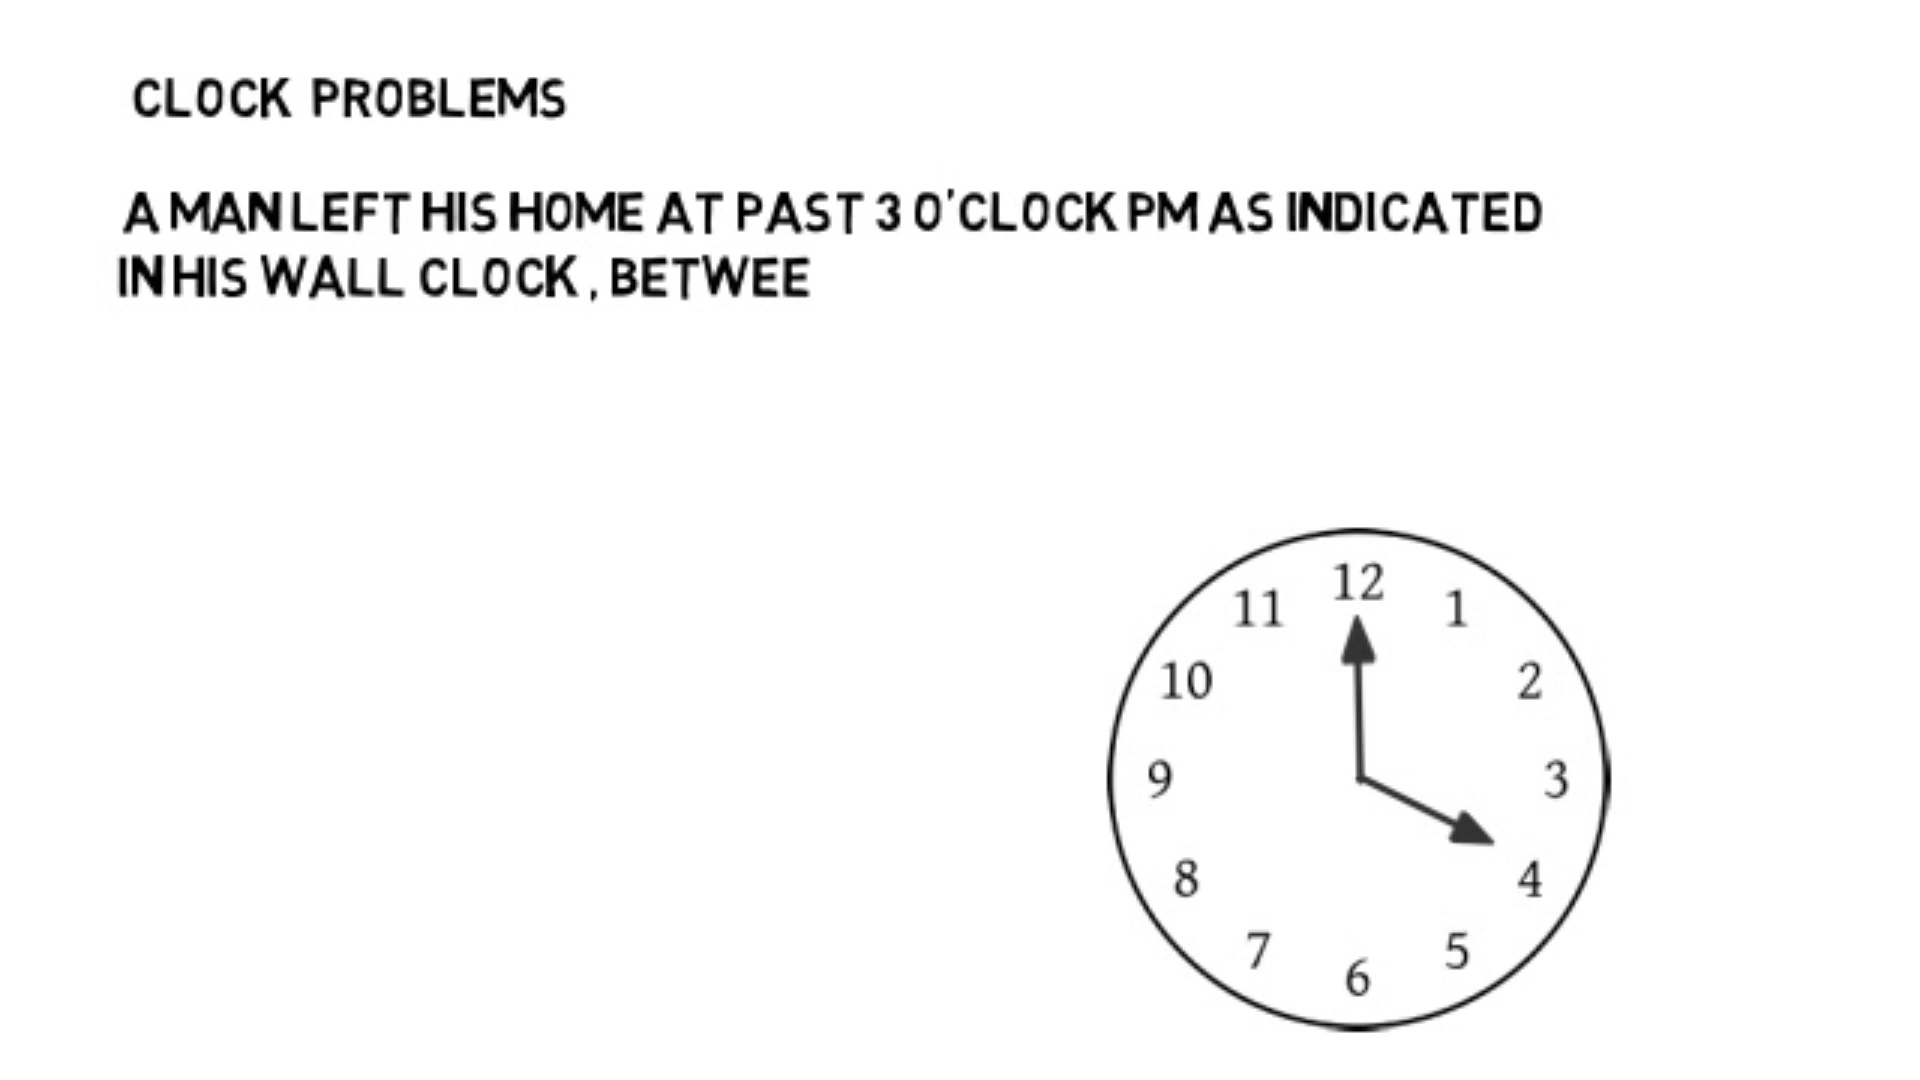 CLOCK PROBLEMS
A MAN LEFT HIS HOME AT PAST 3 O'CLOCK PM AS INDICATED
IN HIS WALL CLOCK, BETWEE
12
11 1
10 2
9 3
8 4
7 5
6